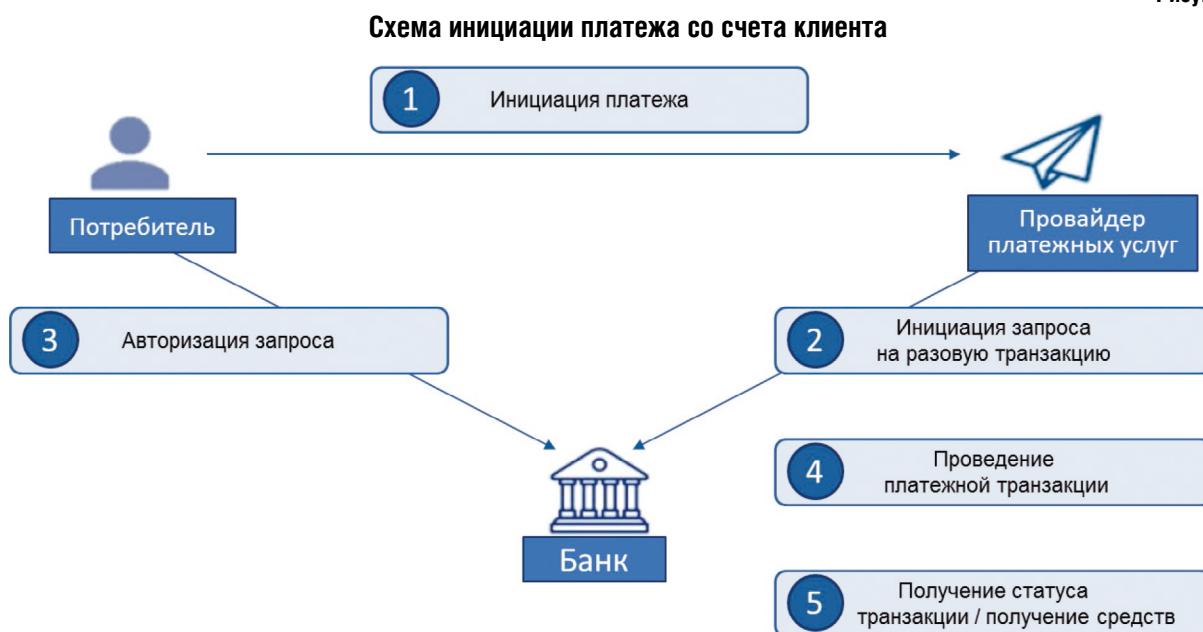 Схема инициации платежа со счета клиента
1
Инициация платежа
Потребитель
Провайдер
платежных услуг
3
Авторизация запроса
2
Инициация запроса
на разовую транзакцию
4
Проведение
платежной транзакции
Банк
5
Получение статуса
транзакции / получение средств